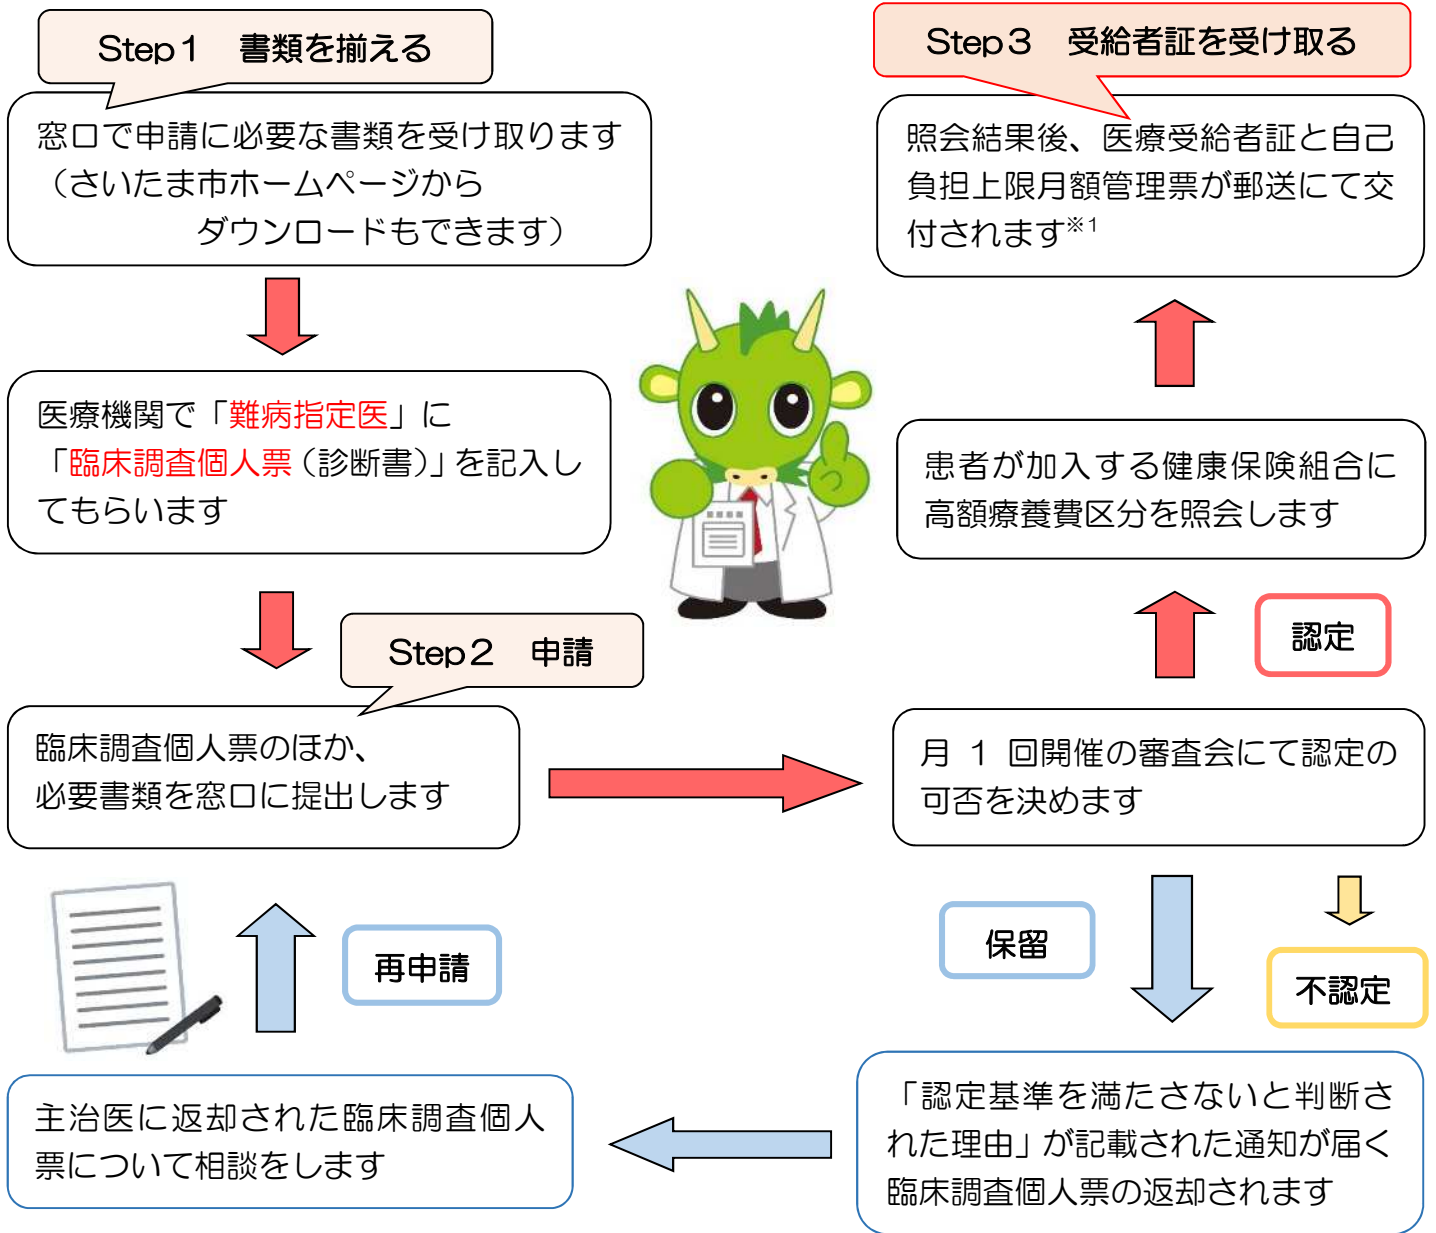 Step１　書類を揃える
窓口で申請に必要な書類を受け取ります
（さいたま市ホームページから
ダウンロードもできます）
医療機関で「難病指定医」に
「臨床調査個人票（診断書）」を記入し
てもらいます
Step２　申請
臨床調査個人票のほか、
必要書類を窓口に提出します
月 1 回開催の審査会にて認定の
可否を決めます
認定
患者が加入する健康保険組合に
高額療養費区分を照会します
Step３　受給者証を受け取る
照会結果後、医療受給者証と自己
負担上限月額管理票が郵送にて交
付されます※1
保留
不認定
「認定基準を満たさないと判断さ
れた理由」が記載された通知が届く
臨床調査個人票の返却されます
主治医に返却された臨床調査個人
票について相談をします
再申請